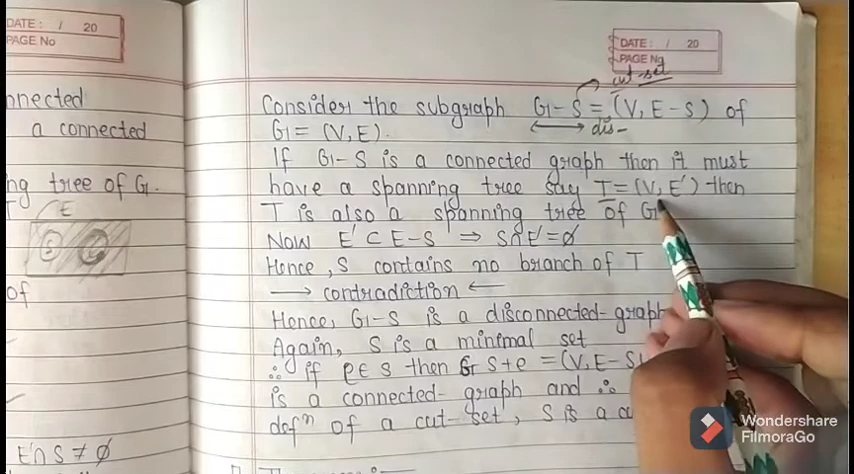 DATE: / 20
PAGE No
nnected
a connected
ng tree of G.
E
of
E'∩S ≠ ∅
DATE: / 20
PAGE No
cut-set
Consider the subgraph G-S = (V, E-S) of
dis-
G = (V, E).
If G-S is a connected graph then it must
have a spanning tree say T = (V, E') then
T is also a spanning tree of G
Now E' ⊂ E-S ⇒ S∩E' = ∅
Hence, S contains no branch of T
⟶ contradiction ⟵
Hence, G-S is a disconnected-graph
Again, S is a minimal set
∴ if e ∈ S then G S+e = (V, E-S
is a connected-graph and ∴
defⁿ of a cut-set, S is a cu
Wondershare
FilmoraGo